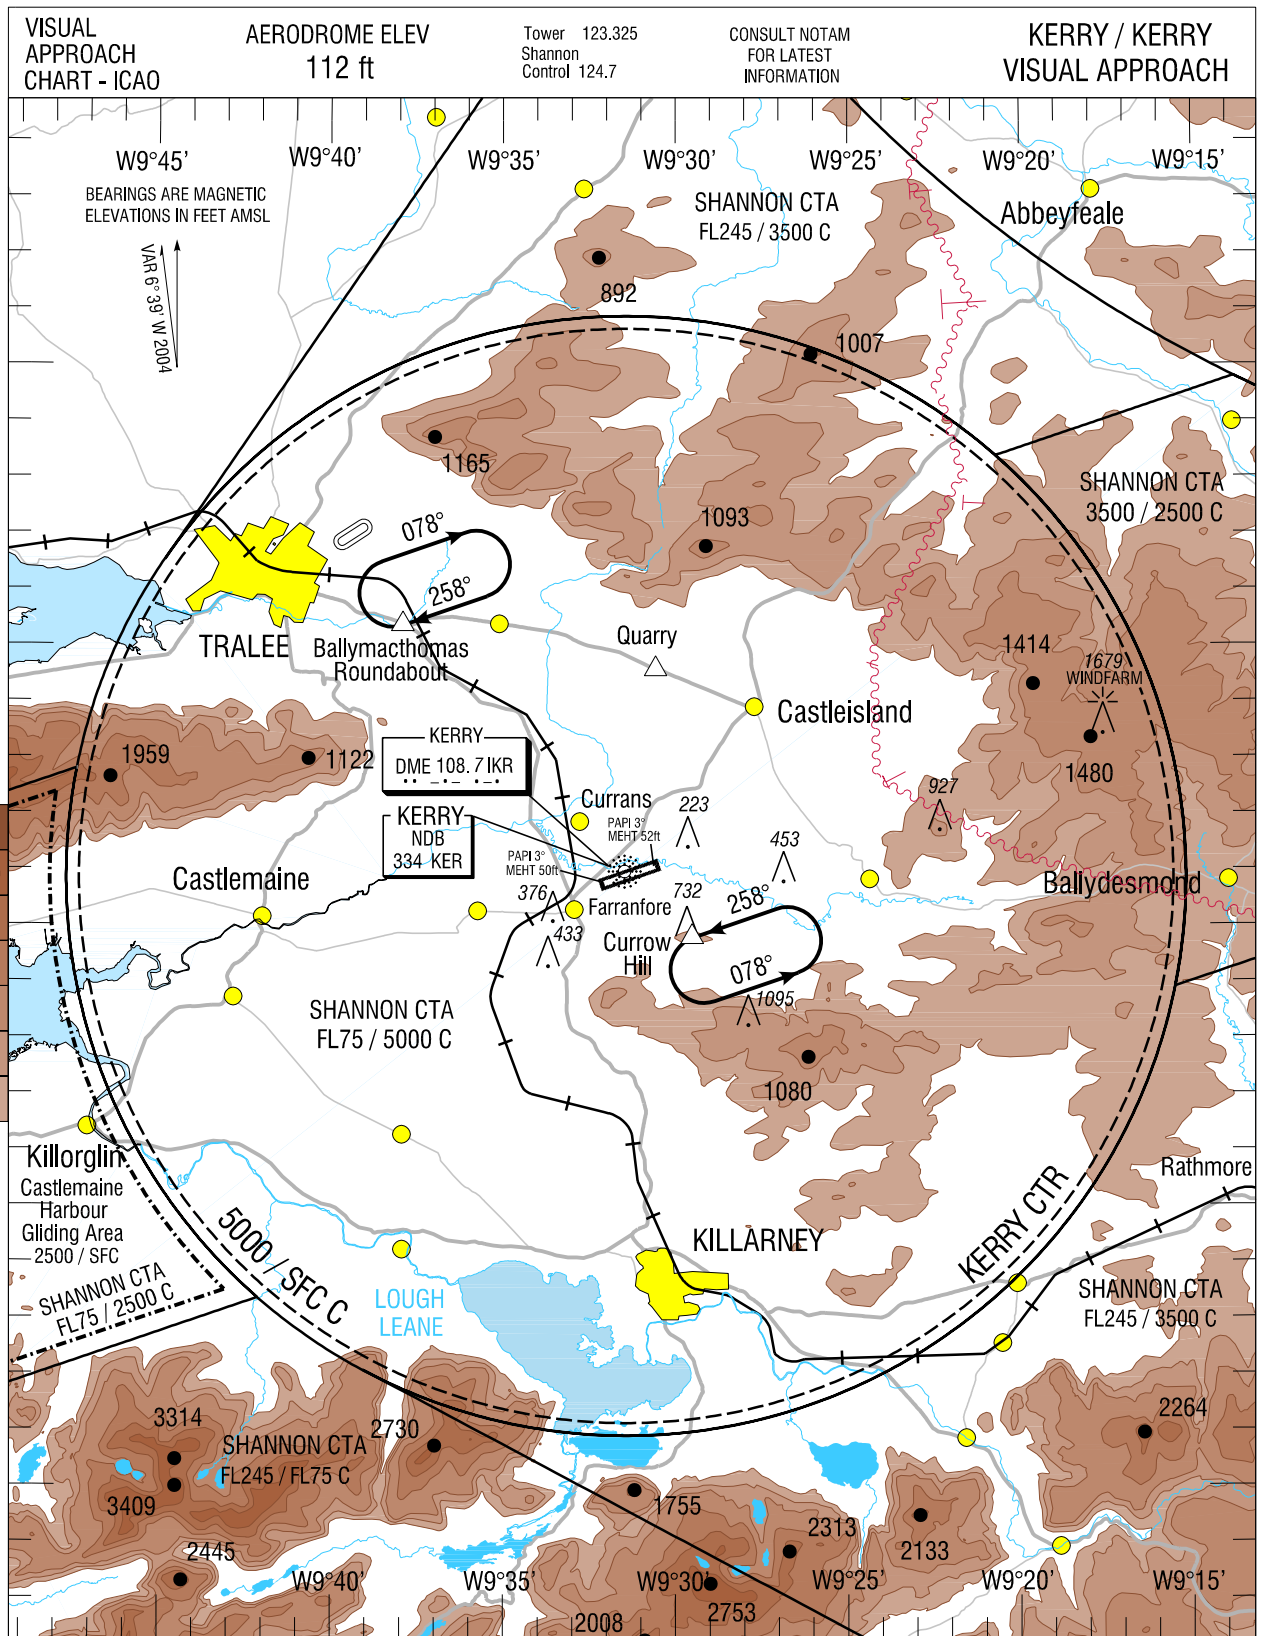 VISUAL
APPROACH
CHART - ICAO
AERODROME ELEV
112 ft
Tower 123.325
Shannon
Control 124.7
CONSULT NOTAM
FOR LATEST
INFORMATION
KERRY / KERRY
VISUAL APPROACH
W9°45'
W9°40'
W9°35'
W9°30'
W9°25'
W9°20'
W9°15'
BEARINGS ARE MAGNETIC
ELEVATIONS IN FEET AMSL
VAR 6° 39' W 2004
SHANNON CTA
FL245 / 3500 C
Abbeyfeale
892
1007
1165
SHANNON CTA
3500 / 2500 C
1093
078°
258°
TRALEE
Ballymacthomas
Roundabout
Quarry
1414
1679
WINDFARM
Castleisland
1959
1122
KERRY
DME 108.7 IKR
1480
927
Currans
223
PAPI 3°
MEHT 52ft
KERRY
NDB
334 KER
453
PAPI 3°
MEHT 50ft
Castlemaine
376
732
258°
Ballydesmond
Farranfore
433
Currow
Hill
078°
1095
SHANNON CTA
FL75 / 5000 C
1080
Killorglin
Castlemaine
Harbour
Gliding Area
2500 / SFC
Rathmore
5000 / SFC C
KERRY CTR
KILLARNEY
SHANNON CTA
FL75 / 2500 C
LOUGH
LEANE
SHANNON CTA
FL245 / 3500 C
3314
2730
SHANNON CTA
FL245 / FL75 C
2264
3409
1755
2313
2133
2445
W9°40'
W9°35'
W9°30'
W9°25'
W9°20'
W9°15'
2753
2008